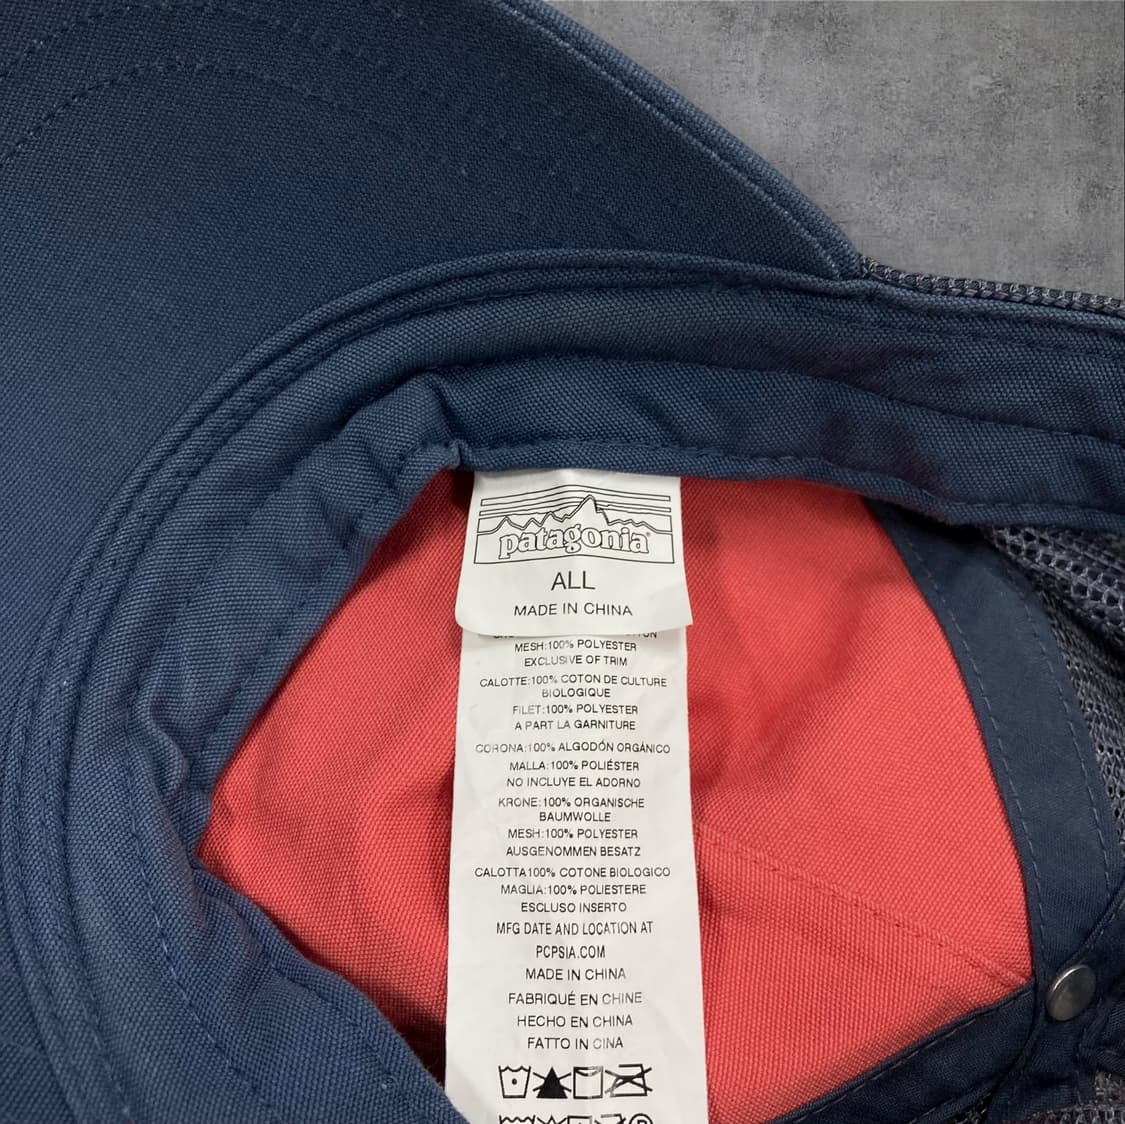 patagonia
ALL
MADE IN CHINA
MESH:100% POLYESTER
EXCLUSIVE OF TRIM
CALOTTE:100% COTON DE CULTURE
BIOLOGIQUE
FILET:100% POLYESTER
A PART LA GARNITURE
CORONA:100% ALGODÓN ORGÁNICO
MALLA:100% POLIÉSTER
NO INCLUYE EL ADORNO
KRONE:100% ORGANISCHE
BAUMWOLLE
MESH:100% POLYESTER
AUSGENOMMEN BESATZ
CALOTTA100% COTONE BIOLOGICO
MAGLIA:100% POLIESTERE
ESCLUSO INSERTO
MFG DATE AND LOCATION AT
PCPSIA.COM
MADE IN CHINA
FABRIQUÉ EN CHINE
HECHO EN CHINA
FATTO IN CINA